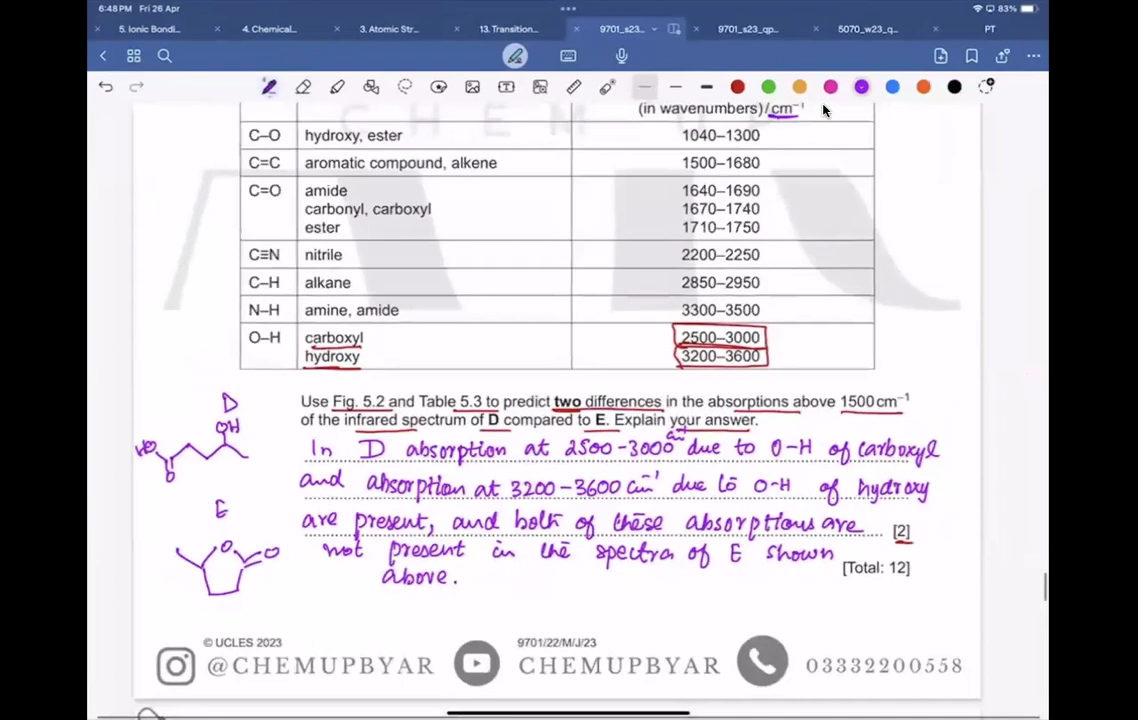 6:48 PM Fri 26 Apr
83%
5. Ionic Bondi...
4. Chemical...
3. Atomic Str...
13. Transition...
9701_s23...
9701_s23_qp...
5070_w23_q...
PT
C H E M
(in wavenumbers)/cm⁻¹
C–O hydroxy, ester 1040–1300
C=C aromatic compound, alkene 1500–1680
C=O amide 1640–1690
carbonyl, carboxyl 1670–1740
ester 1710–1750
C≡N nitrile 2200–2250
C–H alkane 2850–2950
N–H amine, amide 3300–3500
O–H carboxyl 2500–3000
hydroxy 3200–3600
Use Fig. 5.2 and Table 5.3 to predict two differences in the absorptions above 1500 cm⁻¹
of the infrared spectrum of D compared to E. Explain your answer.
In D absorption at 2500-3000 cm⁻¹ due to O-H of carboxyl
and absorption at 3200-3600 cm⁻¹ due to O-H of hydroxy
are present, and both of these absorptions are [2]
not present in the spectra of E shown
above.
[Total: 12]
D
OH
HO
O
E
O
O
© UCLES 2023
9701/22/M/J/23
@CHEMUPBYAR
CHEMUPBYAR
03332200558